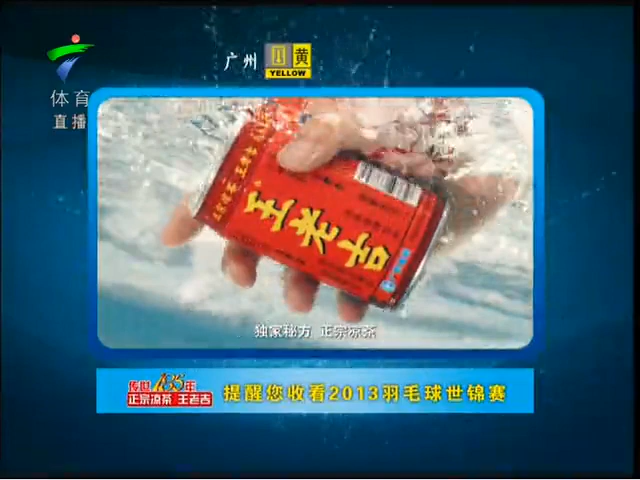 广州 黄
YELLOW
体育
直播
王老吉
独家秘方 正宗凉茶
传世185年
正宗凉茶 王老吉
提醒您收看2013羽毛球世锦赛